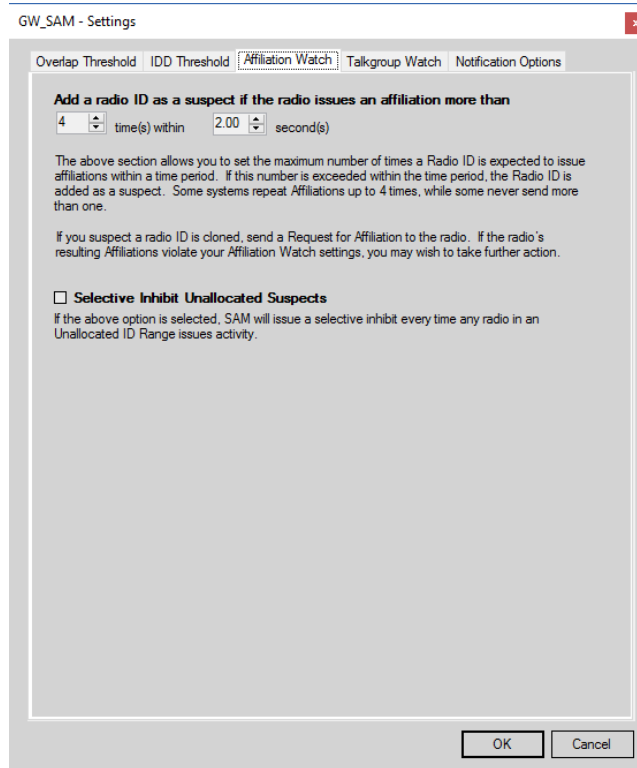 GW_SAM - Settings
Overlap Threshold IDD Threshold Affiliation Watch Talkgroup Watch Notification Options
Add a radio ID as a suspect if the radio issues an affiliation more than
4 time(s) within 2.00 second(s)
The above section allows you to set the maximum number of times a Radio ID is expected to issue
affiliations within a time period. If this number is exceeded within the time period, the Radio ID is
added as a suspect. Some systems repeat Affiliations up to 4 times, while some never send more
than one.
If you suspect a radio ID is cloned, send a Request for Affiliation to the radio. If the radio's
resulting Affiliations violate your Affiliation Watch settings, you may wish to take further action.
Selective Inhibit Unallocated Suspects
If the above option is selected, SAM will issue a selective inhibit every time any radio in an
Unallocated ID Range issues activity.
OK Cancel